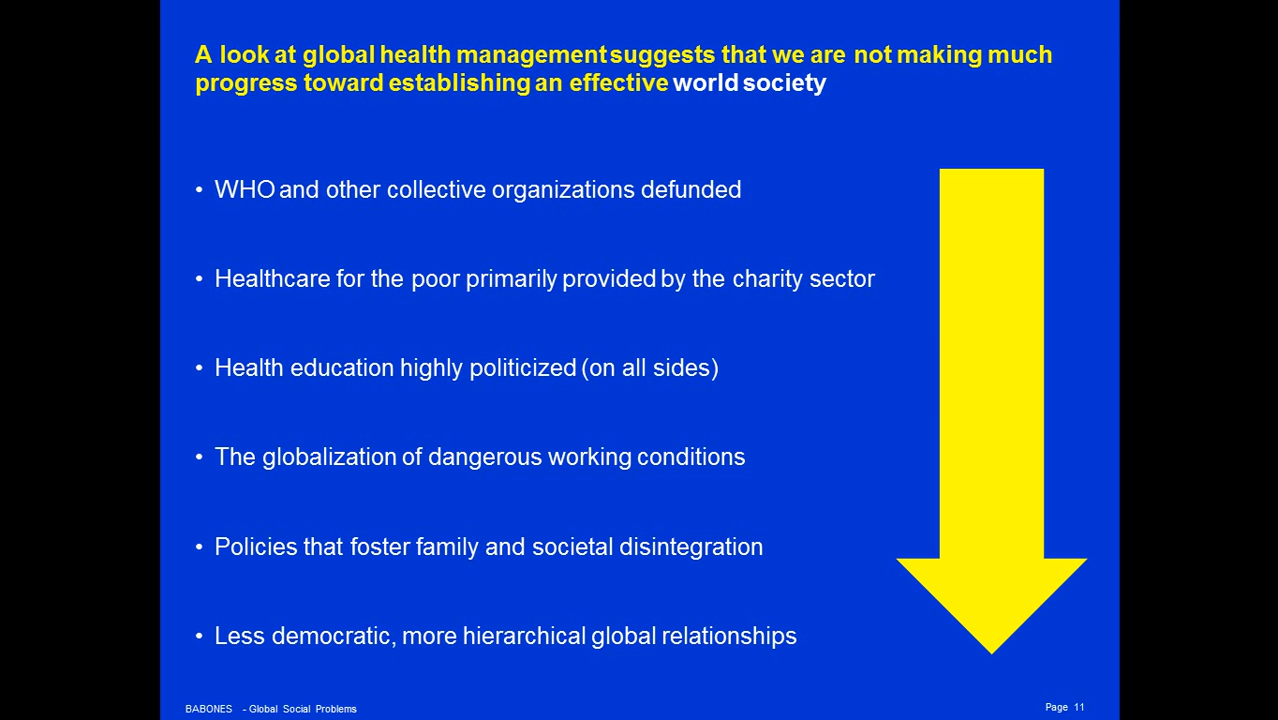 A look at global health management suggests that we are not making much
progress toward establishing an effective world society
• WHO and other collective organizations defunded
• Healthcare for the poor primarily provided by the charity sector
• Health education highly politicized (on all sides)
• The globalization of dangerous working conditions
• Policies that foster family and societal disintegration
• Less democratic, more hierarchical global relationships
BABONES - Global Social Problems
Page 11